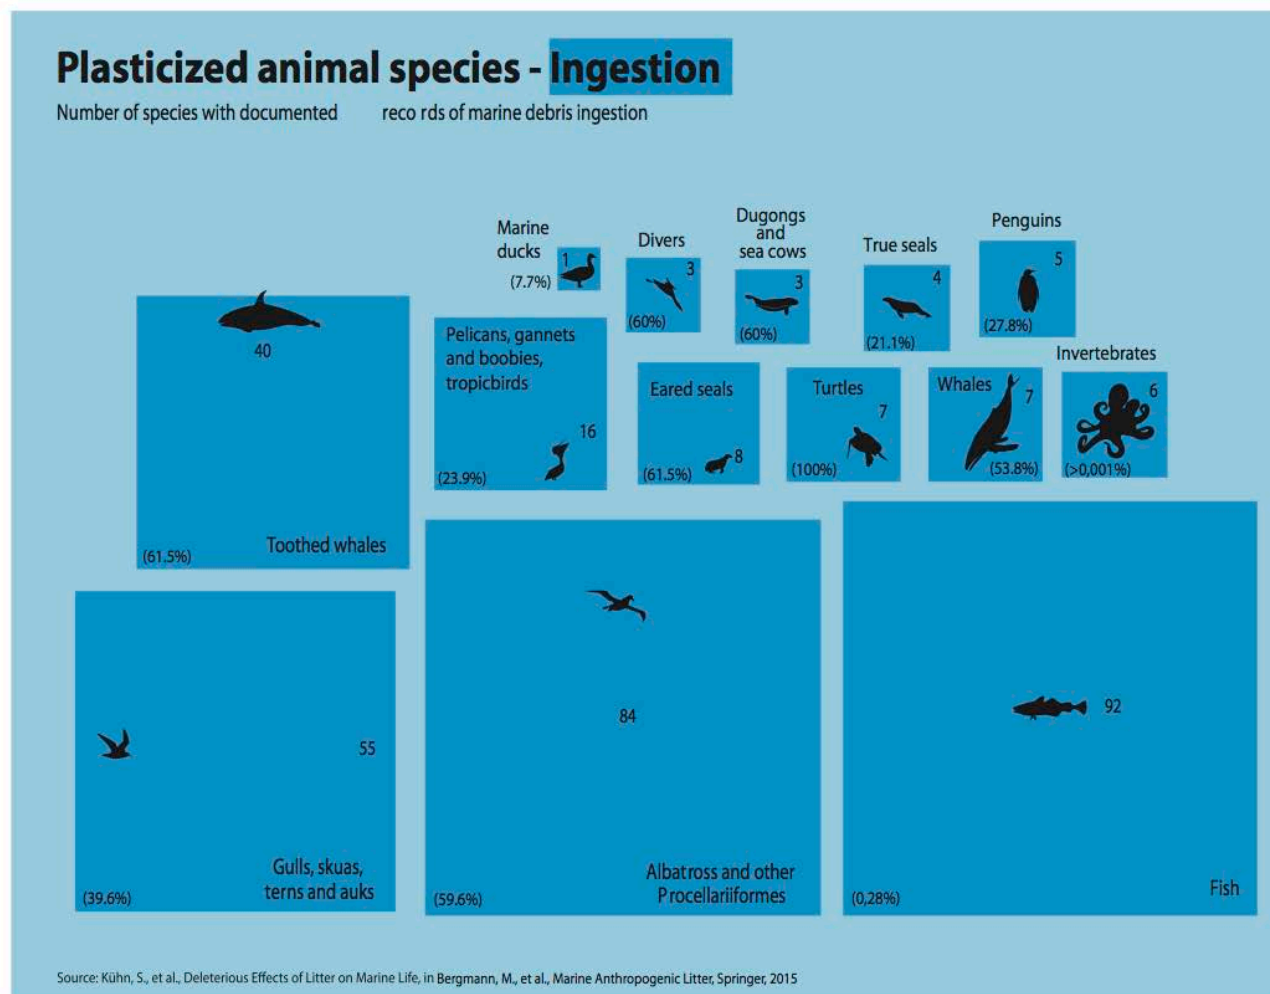 Plasticized animal species - Ingestion
Number of species with documented reco rds of marine debris ingestion
Marine
ducks
1
(7.7%)
Divers
3
(60%)
Dugongs
and
sea cows
3
(60%)
True seals
4
(21.1%)
Penguins
5
(27.8%)
40
(61.5%)
Toothed whales
Pelicans, gannets
and boobies,
tropicbirds
16
(23.9%)
Eared seals
8
(61.5%)
Turtles
7
(100%)
Whales
7
(53.8%)
Invertebrates
6
(>0,001%)
55
Gulls, skuas,
terns and auks
(39.6%)
84
Albatross and other
Procellariiformes
(59.6%)
92
Fish
(0,28%)
Source: Kühn, S., et al., Deleterious Effects of Litter on Marine Life, in Bergmann, M., et al., Marine Anthropogenic Litter, Springer, 2015